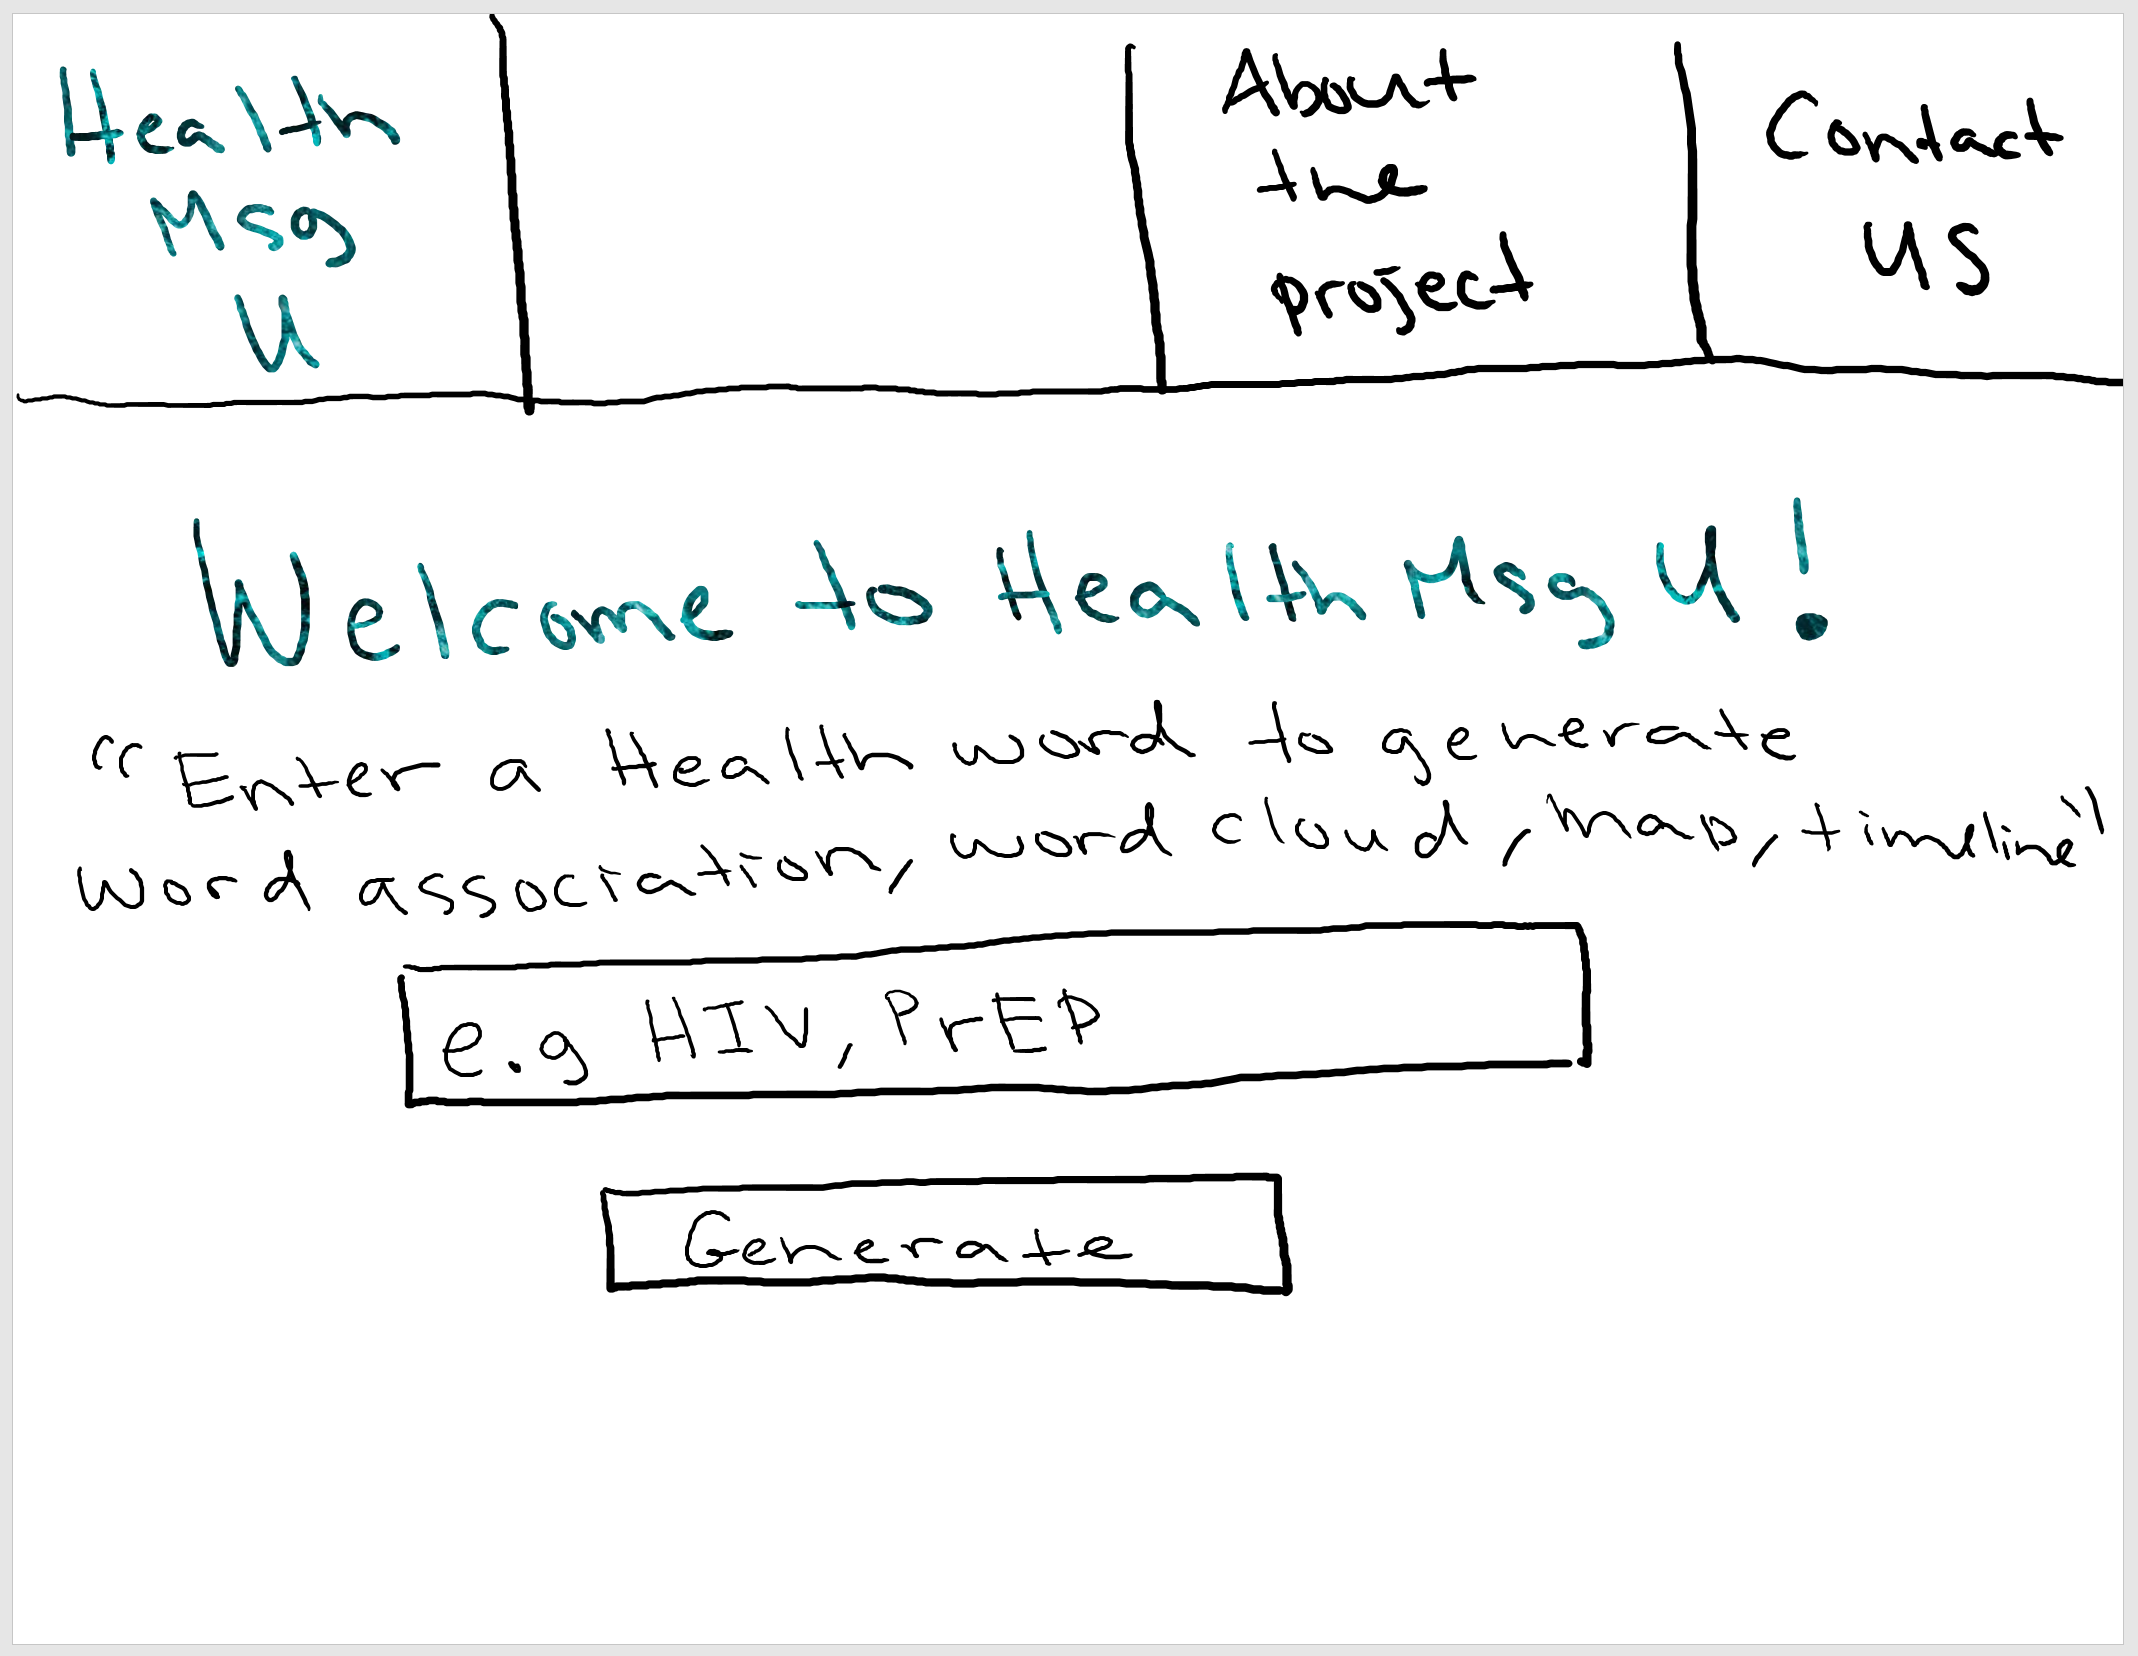 Health
Msg
U
About
the
project
Contact
us
Welcome to Health Msg U!
"Enter a Health word to generate
word association, word cloud, map, timeline"
e.g HIV, PrEP
Generate